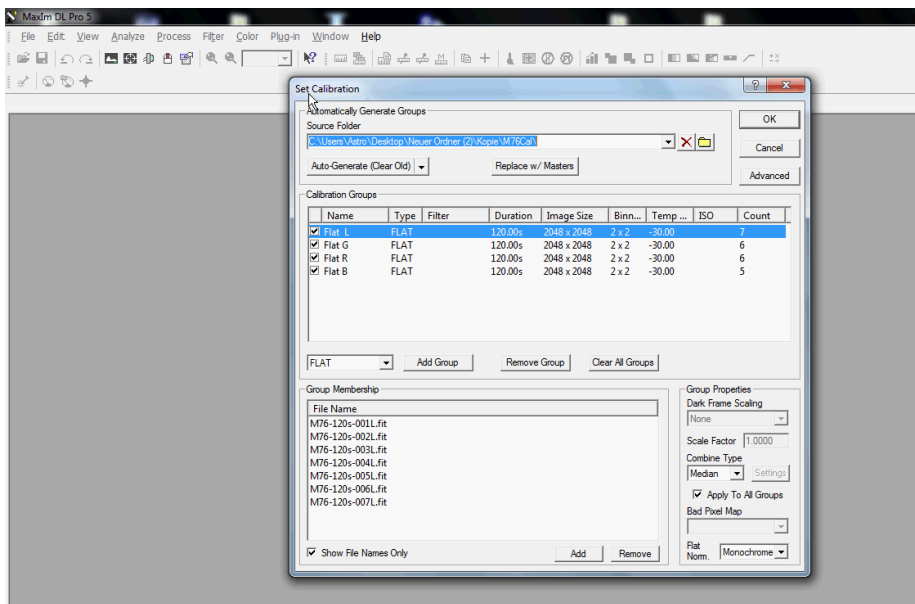 MaxIm DL Pro 5
File Edit View Analyze Process Filter Color Plug-in Window Help
Set Calibration
Automatically Generate Groups
Source Folder
OK
C:\Users\Astro\Desktop\Neuer Ordner (2)\Kopie\M76Cal\
Cancel
Auto-Generate (Clear Old) Replace w/ Masters
Advanced
Calibration Groups
Name Type Filter Duration Image Size Binn... Temp ... ISO Count
Flat L FLAT 120.00s 2048 x 2048 2 x 2 -30.00 7
Flat G FLAT 120.00s 2048 x 2048 2 x 2 -30.00 6
Flat R FLAT 120.00s 2048 x 2048 2 x 2 -30.00 6
Flat B FLAT 120.00s 2048 x 2048 2 x 2 -30.00 5
FLAT Add Group Remove Group Clear All Groups
Group Membership
File Name
M76-120s-001L.fit
M76-120s-002L.fit
M76-120s-003L.fit
M76-120s-004L.fit
M76-120s-005L.fit
M76-120s-006L.fit
M76-120s-007L.fit
Show File Names Only Add Remove
Group Properties
Dark Frame Scaling
None
Scale Factor 1.0000
Combine Type
Median Settings
Apply To All Groups
Bad Pixel Map
Flat Norm. Monochrome